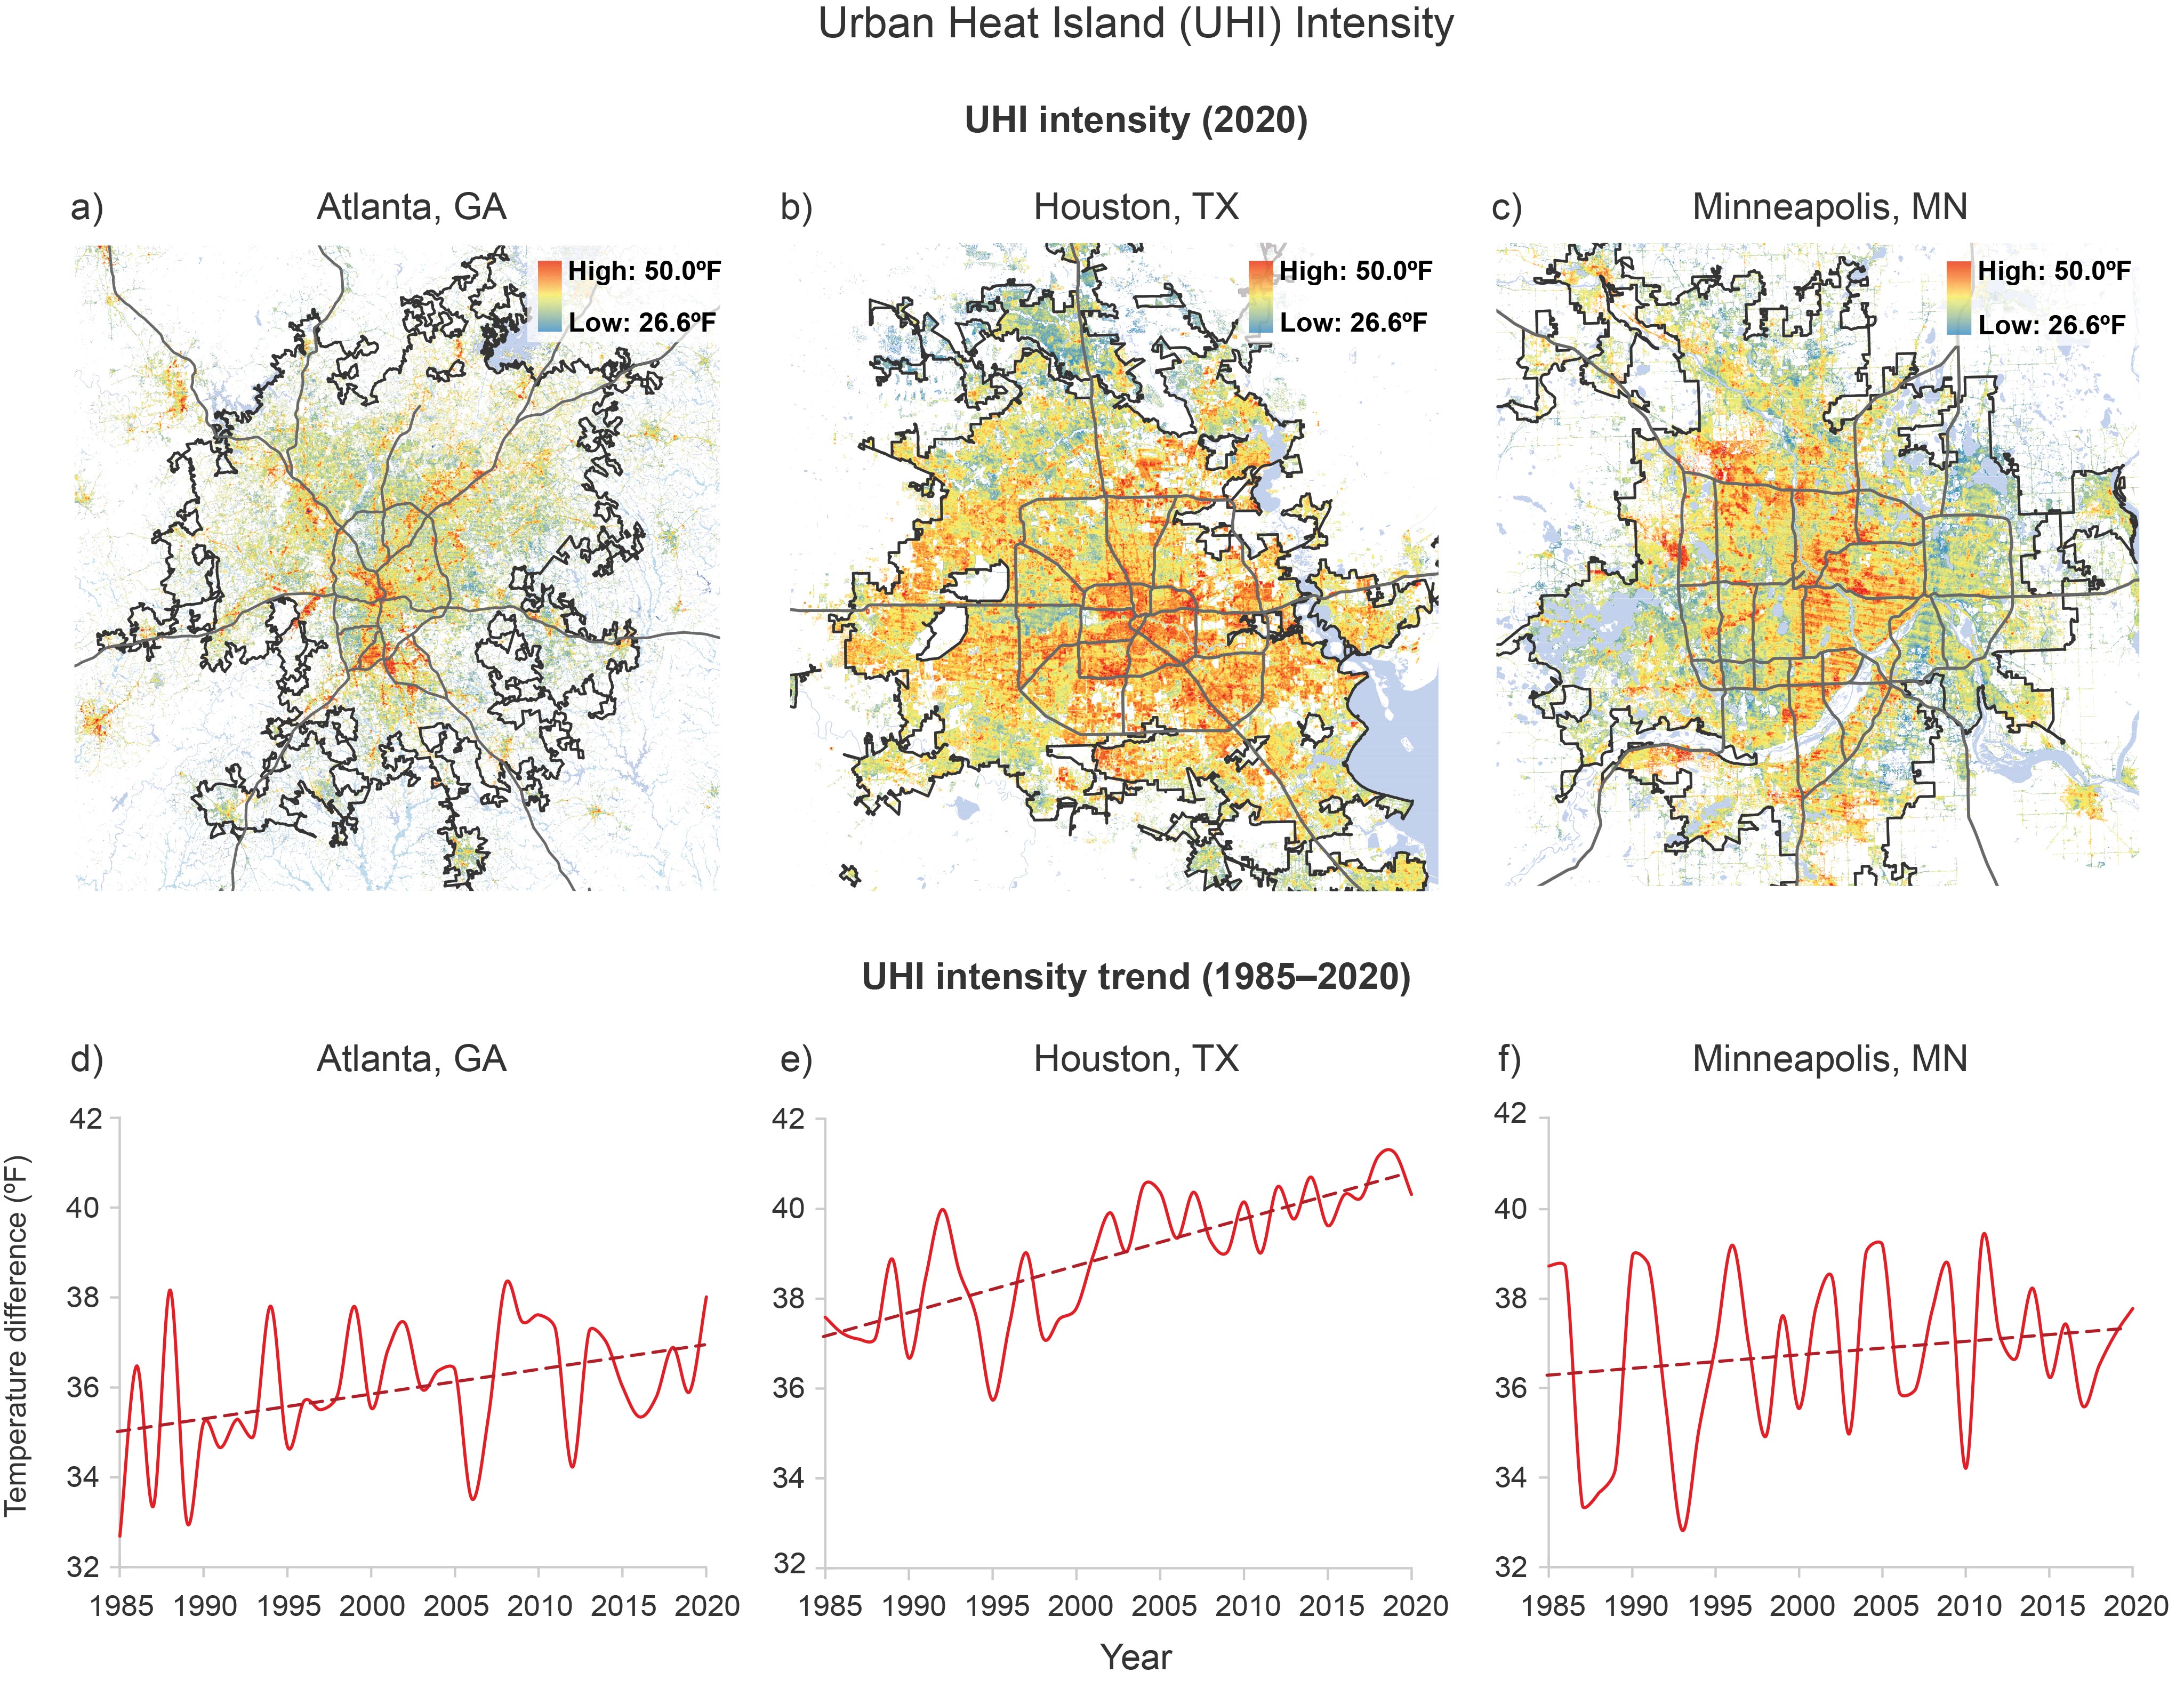 Urban Heat Island (UHI) Intensity
UHI intensity (2020)
a) Atlanta, GA
High: 50.0ºF
Low: 26.6ºF
b) Houston, TX
High: 50.0ºF
Low: 26.6ºF
c) Minneapolis, MN
High: 50.0ºF
Low: 26.6ºF
UHI intensity trend (1985–2020)
d) Atlanta, GA
Temperature difference (ºF)
42
40
38
36
34
32
1985 1990 1995 2000 2005 2010 2015 2020
e) Houston, TX
42
40
38
36
34
32
1985 1990 1995 2000 2005 2010 2015 2020
f) Minneapolis, MN
42
40
38
36
34
32
1985 1990 1995 2000 2005 2010 2015 2020
Year